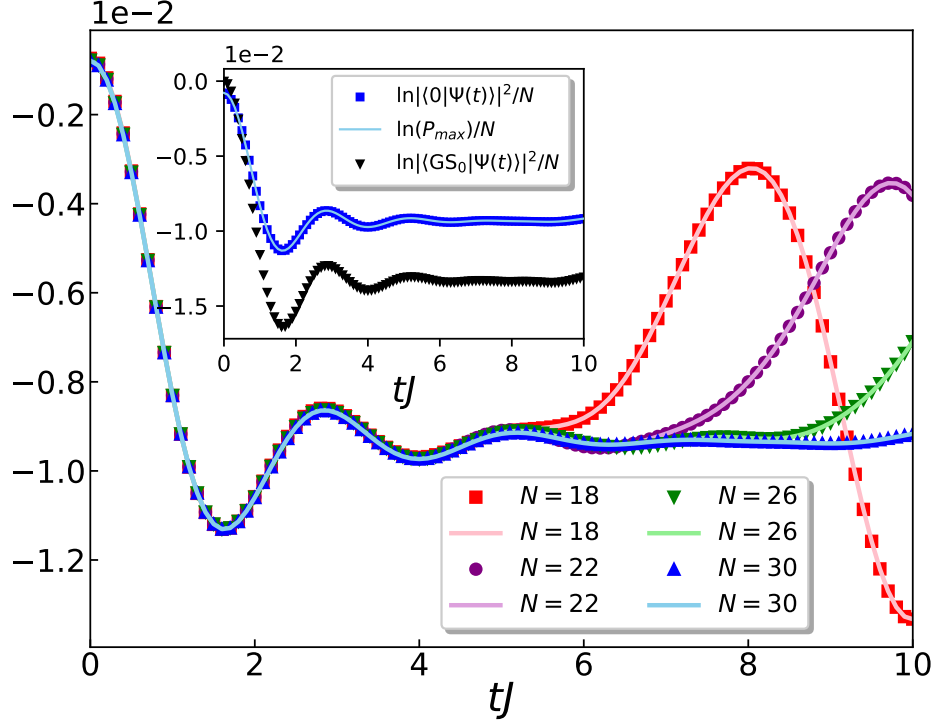 1e−2
−0.2
−0.4
−0.6
−0.8
−1.0
−1.2
0 2 4 6 8 10
tJ
1e−2
0.0
−0.5
−1.0
−1.5
0 2 4 6 8 10
tJ
ln|⟨0|Ψ(t)⟩|²/N
ln(Pₘₐₓ)/N
ln|⟨GS₀|Ψ(t)⟩|²/N
N = 18 N = 26
N = 18 N = 26
N = 22 N = 30
N = 22 N = 30